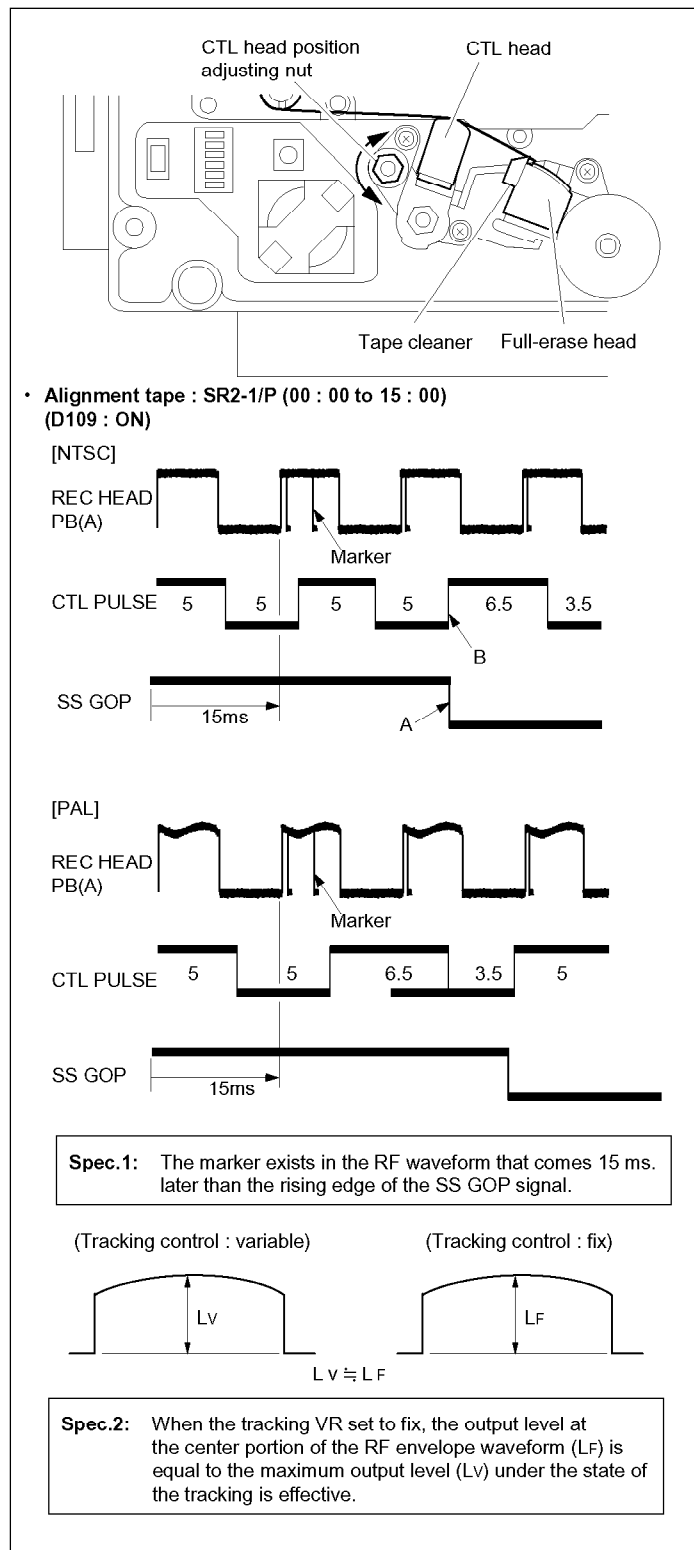 CTL head position
adjusting nut
CTL head
Tape cleaner
Full-erase head
• Alignment tape : SR2-1/P (00 : 00 to 15 : 00)
(D109 : ON)
[NTSC]
REC HEAD
PB(A)
Marker
CTL PULSE
5 5 5 5 6.5 3.5
B
SS GOP
15ms
A
[PAL]
REC HEAD
PB(A)
Marker
CTL PULSE
5 5 6.5 3.5 5
SS GOP
15ms
Spec.1: The marker exists in the RF waveform that comes 15 ms.
later than the rising edge of the SS GOP signal.
(Tracking control : variable)
(Tracking control : fix)
LV
LF
LV ≒ LF
Spec.2: When the tracking VR set to fix, the output level at
the center portion of the RF envelope waveform (LF) is
equal to the maximum output level (LV) under the state of
the tracking is effective.